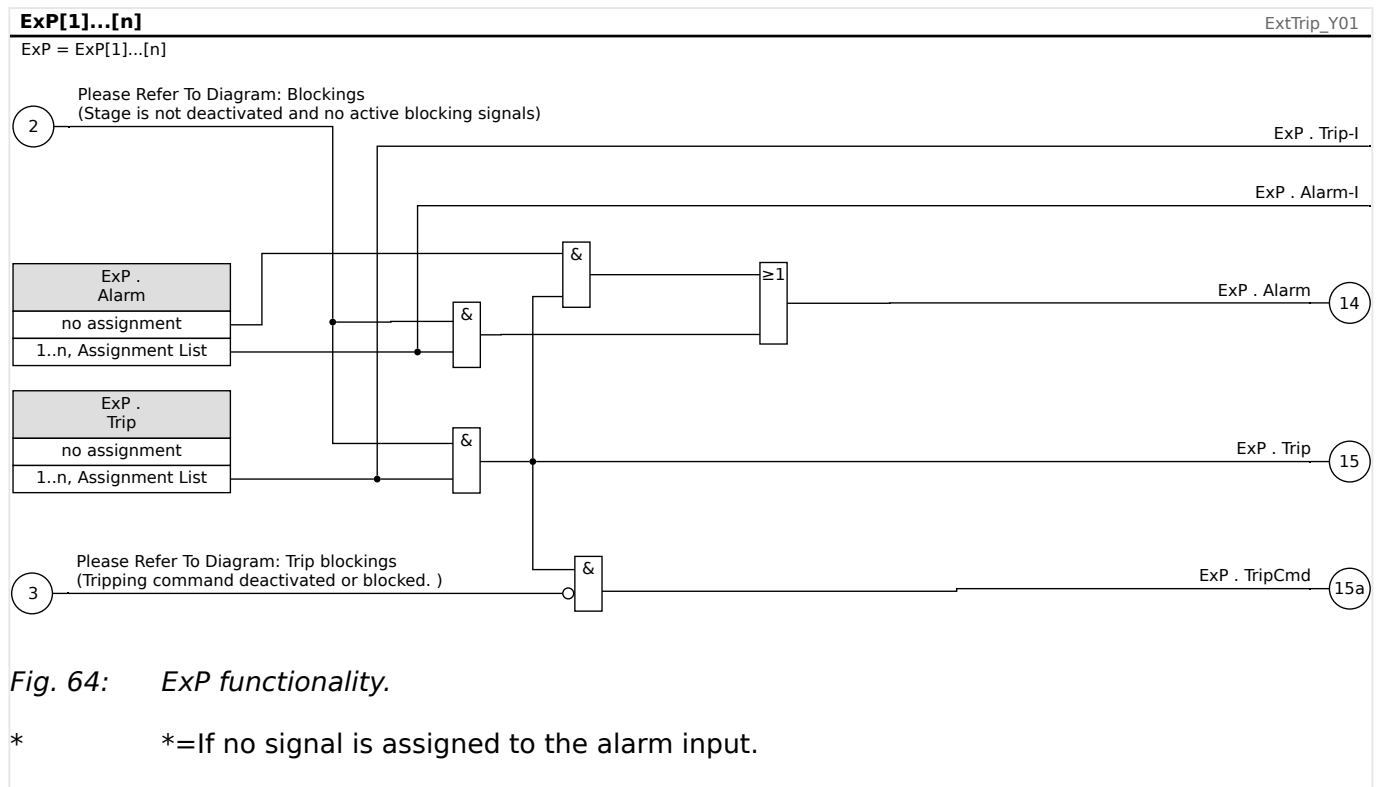 ExP[1]...[n]
ExtTrip_Y01
ExP = ExP[1]...[n]
Please Refer To Diagram: Blockings
(Stage is not deactivated and no active blocking signals)
2
ExP . Trip-I
ExP . Alarm-I
&
ExP .
Alarm
≥1
ExP . Alarm
14
&
no assignment
1..n, Assignment List
ExP .
Trip
&
no assignment
ExP . Trip
15
1..n, Assignment List
Please Refer To Diagram: Trip blockings
(Tripping command deactivated or blocked. )
3
&
ExP . TripCmd
15a
Fig. 64: ExP functionality.
* *=If no signal is assigned to the alarm input.